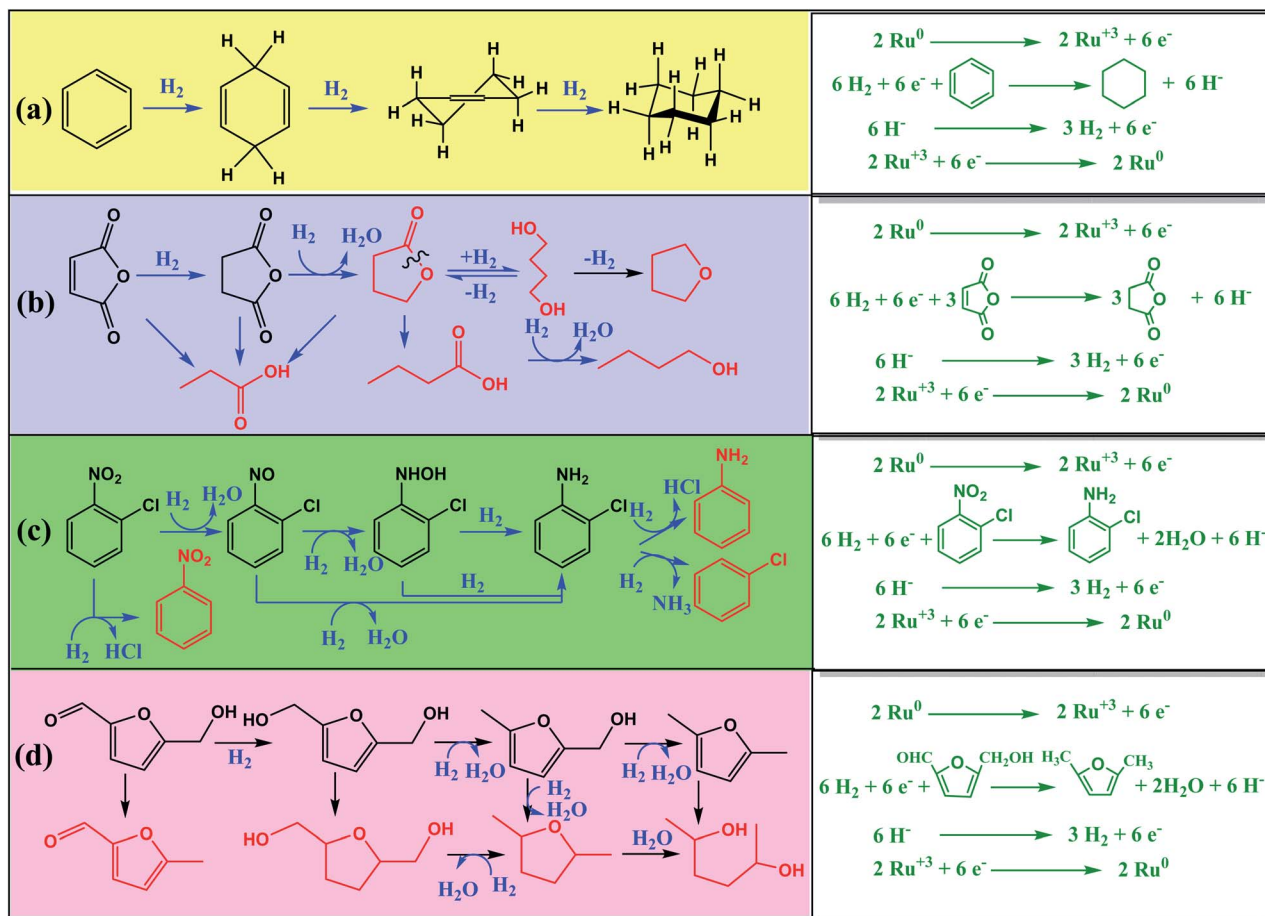 (a)
H H
H2
H H
H2
H H H H
H H H H
H2
H H H H H H
H H H H H H
2 Ru0 → 2 Ru+3 + 6 e-
6 H2 + 6 e- + → + 6 H-
6 H- → 3 H2 + 6 e-
2 Ru+3 + 6 e- → 2 Ru0
(b)
O O O
H2
O O O
H2 H2O
O O
+H2
-H2
HO
OH
-H2
O
OH
O
O
OH
H2 H2O
OH
2 Ru0 → 2 Ru+3 + 6 e-
6 H2 + 6 e- + 3 O O O → 3 O O O + 6 H-
6 H- → 3 H2 + 6 e-
2 Ru+3 + 6 e- → 2 Ru0
(c)
NO2
Cl
H2 H2O
NO
Cl
H2 H2O
NHOH
Cl
H2
NH2
Cl
H2 HCl
NH2
H2
NH3
Cl
H2
HCl
NO2
H2
H2 H2O
2 Ru0 → 2 Ru+3 + 6 e-
6 H2 + 6 e- + NO2 Cl → NH2 Cl + 2H2O + 6 H-
6 H- → 3 H2 + 6 e-
2 Ru+3 + 6 e- → 2 Ru0
(d)
O O OH
H2
HO O OH
H2 H2O
O OH
H2 H2O
O
H2
H2O
O O
HO O OH
H2O H2
O
H2O
OH
OH
2 Ru0 → 2 Ru+3 + 6 e-
6 H2 + 6 e- + OHC O CH2OH → H3C O CH3 + 2H2O + 6 H-
6 H- → 3 H2 + 6 e-
2 Ru+3 + 6 e- → 2 Ru0